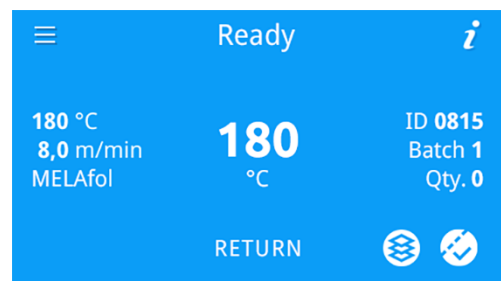 Ready
i
180 °C
8,0 m/min
MELAfol
180
°C
ID 0815
Batch 1
Qty. 0
RETURN